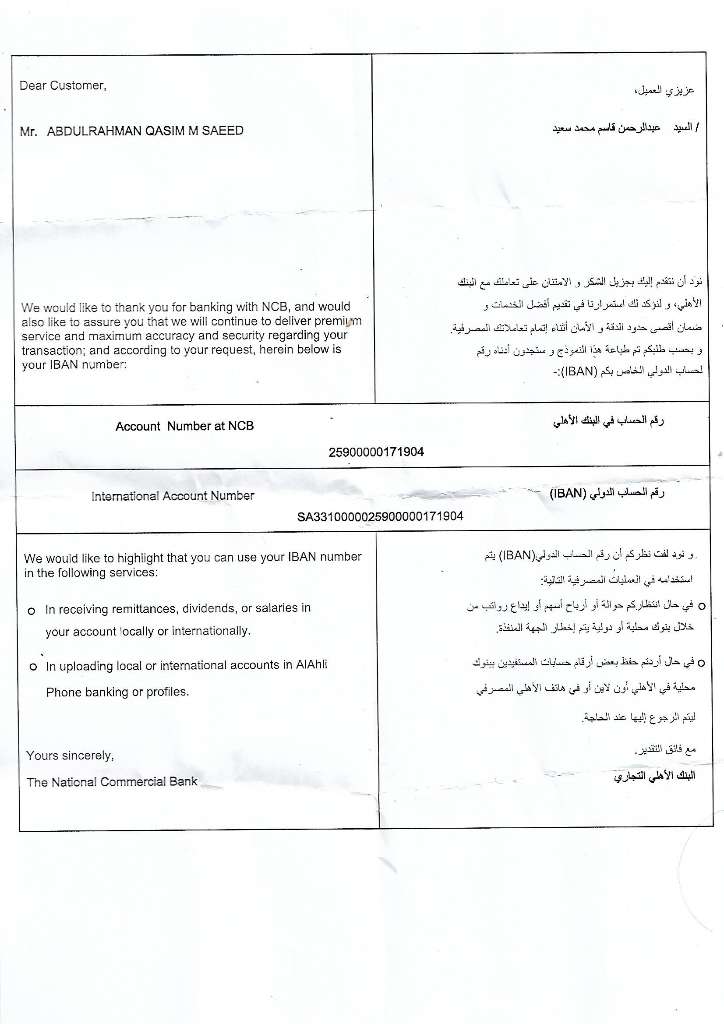 Dear Customer,
Mr. ABDULRAHMAN QASIM M SAEED
We would like to thank you for banking with NCB, and would
also like to assure you that we will continue to deliver premium
service and maximum accuracy and security regarding your
transaction; and according to your request, herein below is
your IBAN number:
عزيزي العميل،
/ السيد عبدالرحمن قاسم محمد سعيد
نود أن نتقدم إليك بجزيل الشكر و الامتنان على تعاملك مع البنك
الأهلي، و لنؤكد لك استمرارنا في تقديم أفضل الخدمات و
ضمان أقصى حدود الدقة و الأمان أثناء إتمام تعاملاتك المصرفية.
و بحسب طلبكم تم طباعة هذا النموذج و ستجدون أدناه رقم
لحساب الدولي الخاص بكم (IBAN):-
Account Number at NCB
رقم الحساب في البنك الأهلي
25900000171904
International Account Number
رقم الحساب الدولي (IBAN)
SA3310000025900000171904
We would like to highlight that you can use your IBAN number
in the following services:
o In receiving remittances, dividends, or salaries in
your account locally or internationally.
o In uploading local or international accounts in AlAhli
Phone banking or profiles.
Yours sincerely,
The National Commercial Bank
و نود لفت نظركم أن رقم الحساب الدولي(IBAN) يتم
استخدامه في العمليات المصرفية التالية:
o في حال انتظاركم حوالة أو أرباح أسهم أو إيداع رواتب من
خلال بنوك محلية أو دولية يتم إخطار الجهة المنفذة.
o في حال أردتم حفظ بعض أرقام حسابات المستفيدين ببنوك
محلية في الأهلي أون لاين أو في هاتف الأهلي المصرفي
ليتم الرجوع إليها عند الحاجة.
مع فائق التقدير.
البنك الأهلي التجاري